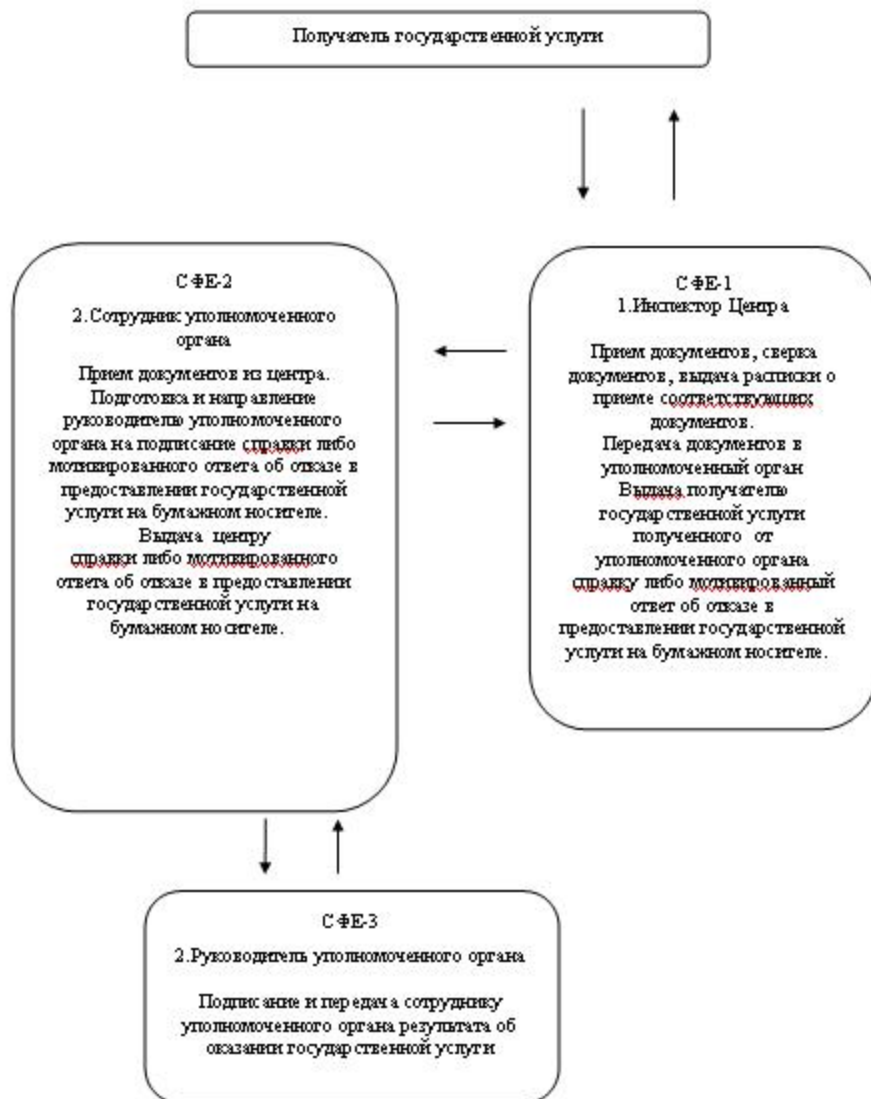 Получатель государственной услуги
СФЕ-2
2.Сотрудник уполномоченного
органа
Прием документов из центра.
Подготовка и направление
руководителю уполномоченного
органа на подписание справки либо
мотивированного ответа об отказе в
предоставлении государственной
услуги на бумажном носителе.
Выдача центру
справки либо мотивированного
ответа об отказе в предоставлении
государственной услуги на
бумажном носителе.
СФЕ-1
1.Инспектор Центра
Прием документов, сверка
документов, выдача расписки о
приеме соответствующих
документов.
Передача документов в
уполномоченный орган
Выдача получателю
государственной услуги
полученного от
уполномоченного органа
справку либо мотивированный
ответ об отказе в
предоставлении государственной
услуги на бумажном носителе.
СФЕ-3
2.Руководитель уполномоченного органа
Подписание и передача сотруднику
уполномоченного органа результата об
оказании государственной услуги